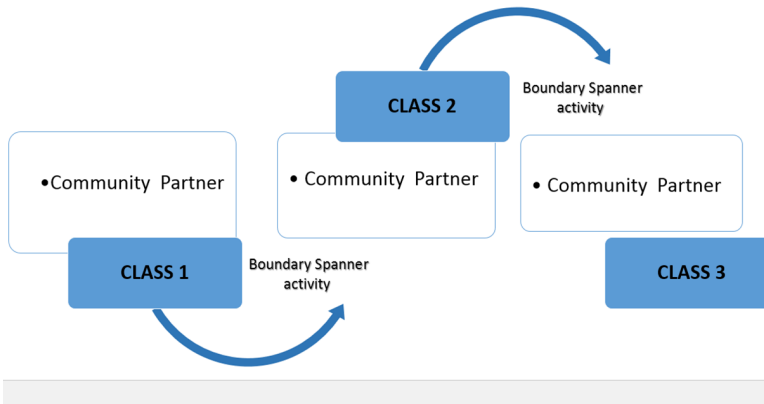 CLASS 2
Boundary Spanner
activity
•Community Partner
• Community Partner
• Community Partner
CLASS 1
Boundary Spanner
activity
CLASS 3